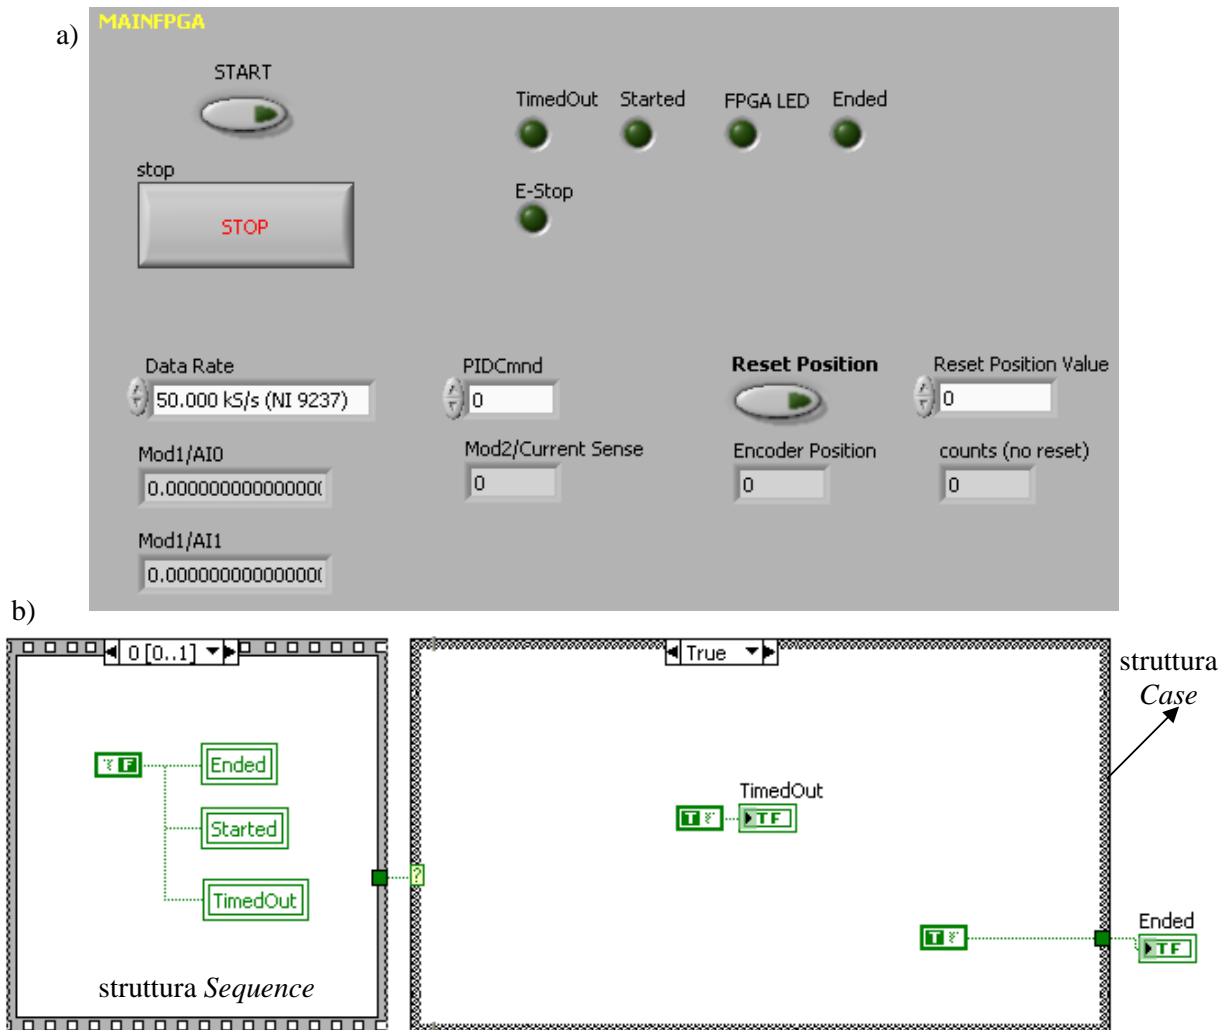 a)
MAINFPGA
START
TimedOut Started FPGA LED Ended
stop
STOP
E-Stop
Data Rate PIDCmnd Reset Position Reset Position Value
50.000 kS/s (NI 9237) 0 0
Mod1/AI0 Mod2/Current Sense Encoder Position counts (no reset)
0.00000000000000( 0 0 0
Mod1/AI1
0.00000000000000(
b)
0 [0..1] True
struttura
Case
F Ended
TimedOut
Started T TF
?
TimedOut
T Ended
TF
struttura Sequence